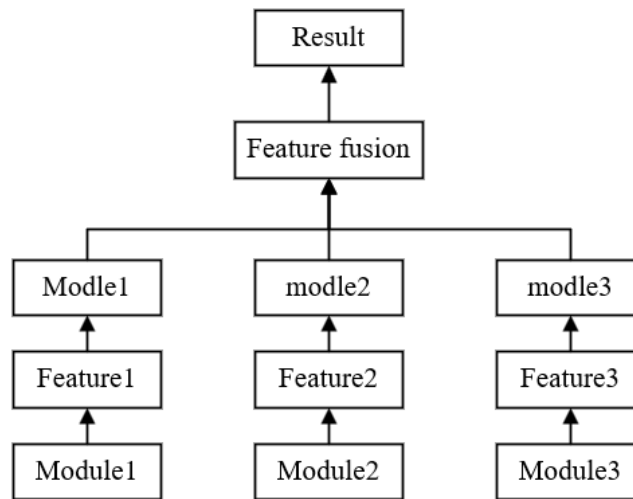 Result
Feature fusion
Modle1
modle2
modle3
Feature1
Feature2
Feature3
Module1
Module2
Module3